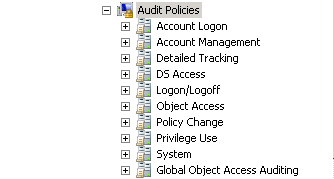 Audit Policies
Account Logon
Account Management
Detailed Tracking
DS Access
Logon/Logoff
Object Access
Policy Change
Privilege Use
System
Global Object Access Auditing